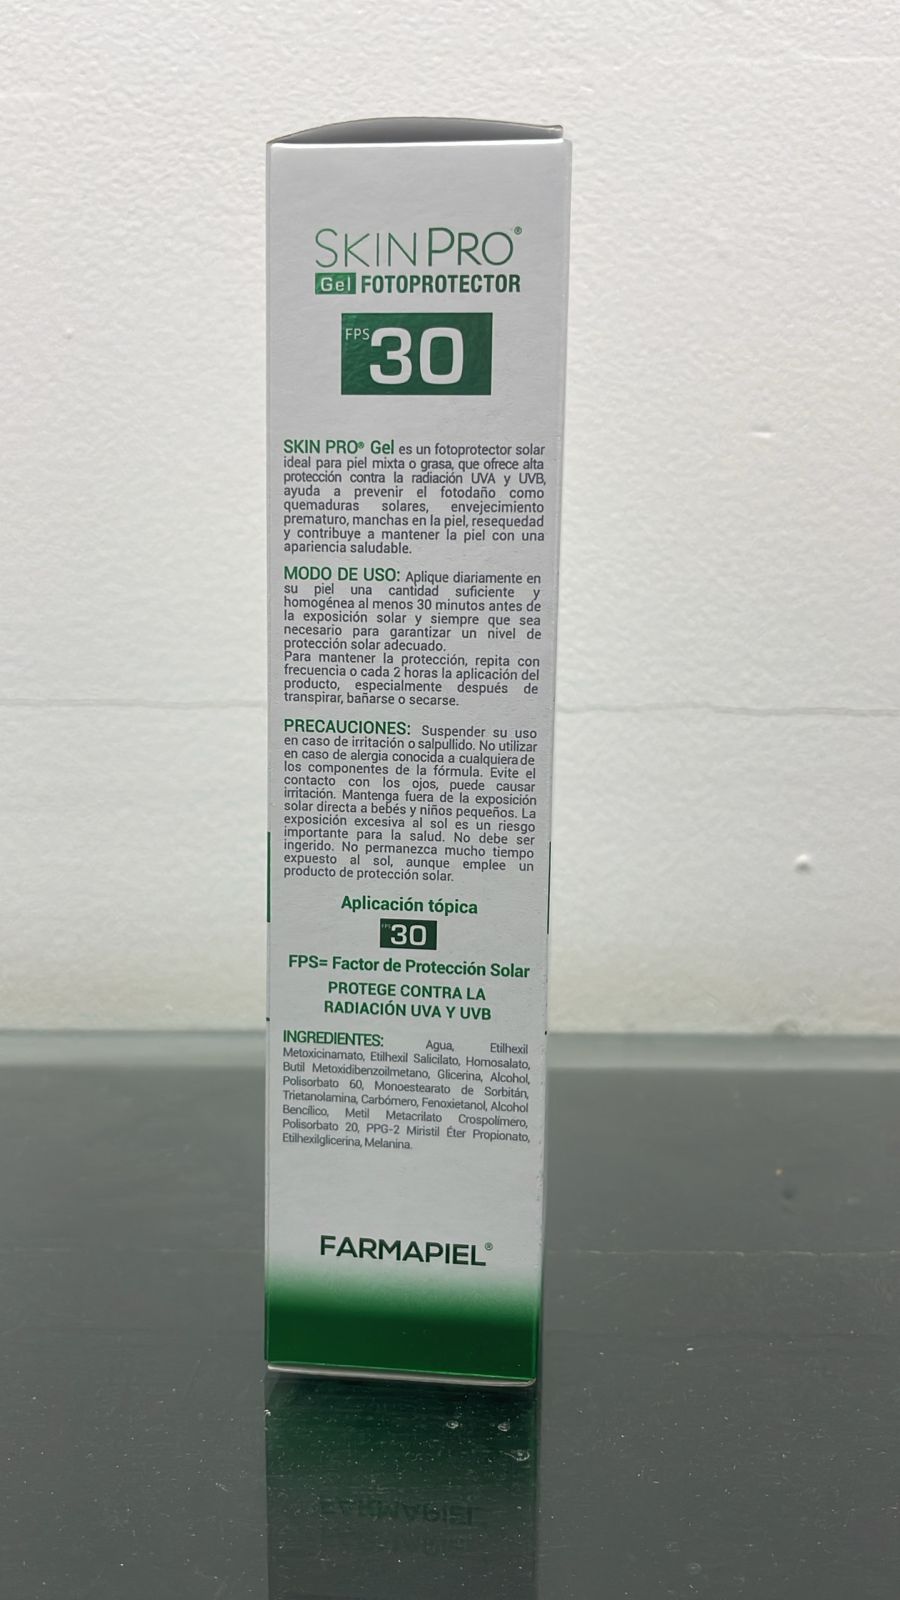 SKIN PRO®
Gel FOTOPROTECTOR
FPS 30
SKIN PRO® Gel es un fotoprotector solar
ideal para piel mixta o grasa, que ofrece alta
protección contra la radiación UVA y UVB,
ayuda a prevenir el fotodaño como
quemaduras solares, envejecimiento
prematuro, manchas en la piel, resequedad
y contribuye a mantener la piel con una
apariencia saludable.
MODO DE USO: Aplique diariamente en
su piel una cantidad suficiente y
homogénea al menos 30 minutos antes de
la exposición solar y siempre que sea
necesario para garantizar un nivel de
protección solar adecuado.
Para mantener la protección, repita con
frecuencia o cada 2 horas la aplicación del
producto, especialmente después de
transpirar, bañarse o secarse.
PRECAUCIONES: Suspender su uso
en caso de irritación o salpullido. No utilizar
en caso de alergia conocida a cualquiera de
los componentes de la fórmula. Evite el
contacto con los ojos, puede causar
irritación. Mantenga fuera de la exposición
solar directa a bebés y niños pequeños. La
exposición excesiva al sol es un riesgo
importante para la salud. No debe ser
ingerido. No permanezca mucho tiempo
expuesto al sol, aunque emplee un
producto de protección solar.
Aplicación tópica
FPS 30
FPS= Factor de Protección Solar
PROTEGE CONTRA LA
RADIACIÓN UVA Y UVB
INGREDIENTES: Agua, Etilhexil
Metoxicinamato, Etilhexil Salicilato, Homosalato,
Butil Metoxidibenzoilmetano, Glicerina, Alcohol,
Polisorbato 60, Monoestearato de Sorbitán,
Trietanolamina, Carbómero, Fenoxietanol, Alcohol
Bencílico, Metil Metacrilato Crospolímero,
Polisorbato 20, PPG-2 Miristil Éter Propionato,
Etilhexilglicerina, Melanina.
FARMAPIEL®